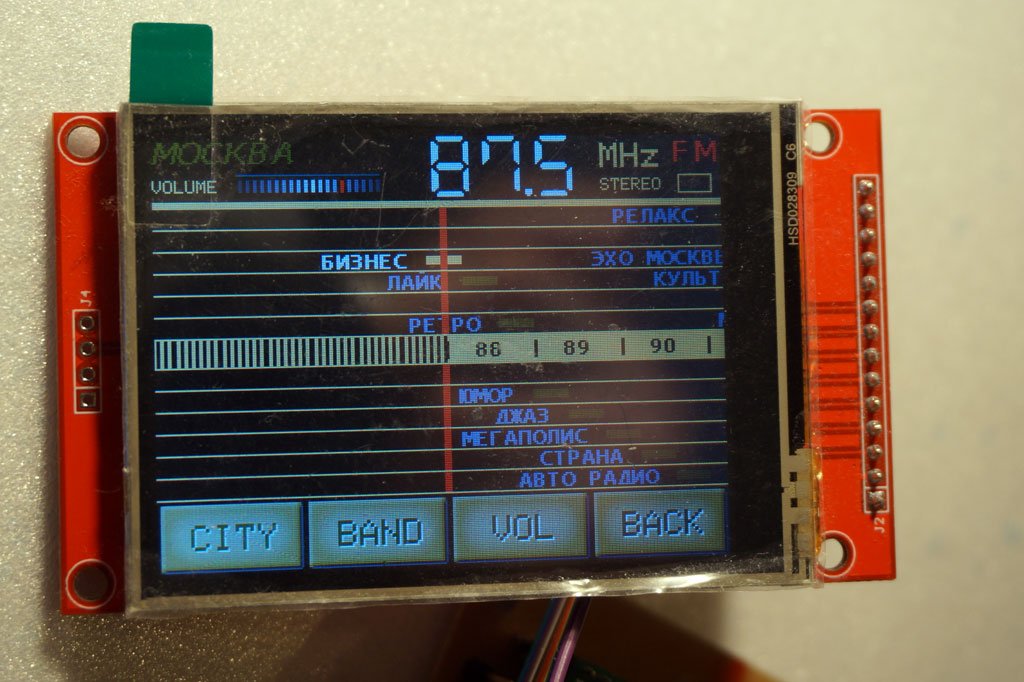 МОСКВА 87.5 MHz FM
VOLUME STEREO
РЕЛАКС
БИЗНЕС ЭХО МОСКВЫ
ЛАЙК КУЛЬТ
РЕТРО
88 | 89 | 90 |
ЮМОР
ДЖАЗ
МЕГАПОЛИС
СТРАНА
АВТО РАДИО
CITY BAND VOL BACK
J4
HSD028309 C6
J2